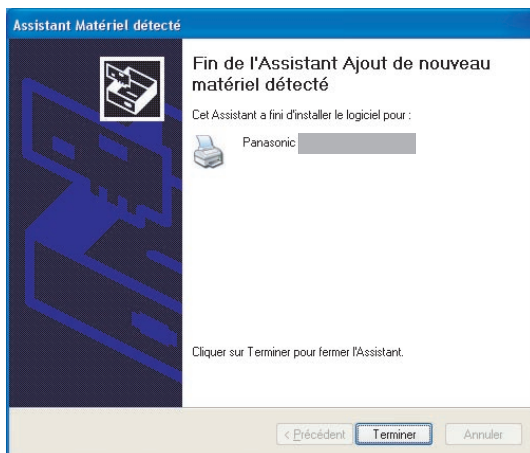 Assistant Matériel détecté
Fin de l'Assistant Ajout de nouveau
matériel détecté
Cet Assistant a fini d'installer le logiciel pour :
Panasonic
Cliquer sur Terminer pour fermer l'Assistant.
< Précédent
Terminer
Annuler